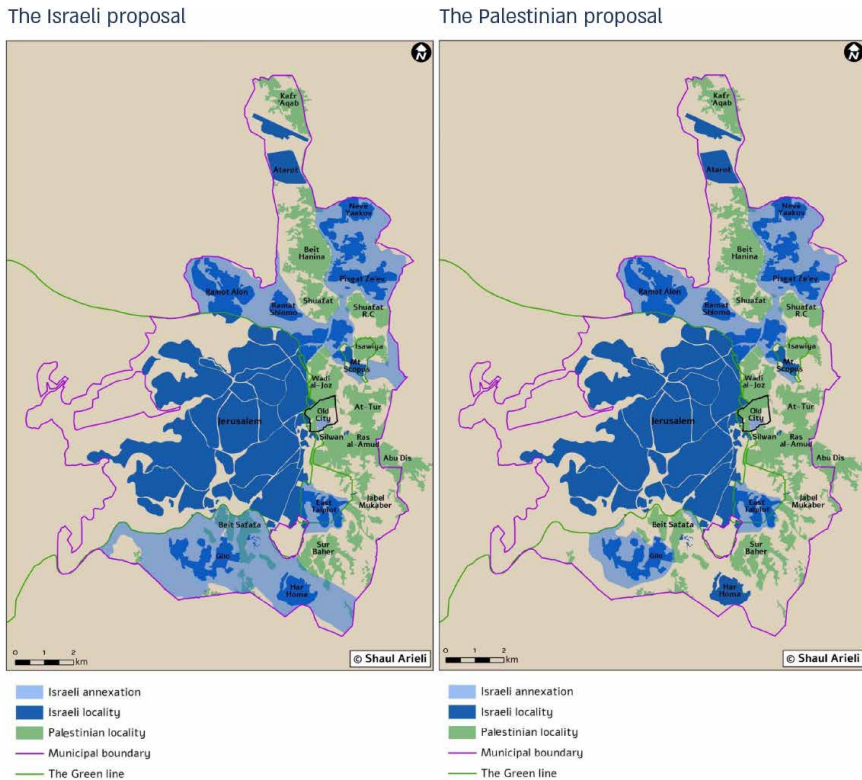 The Israeli proposal
N
Kafr
'Aqab
Atarot
Neve
Yaakov
Beit
Hanina
Pisgat Ze'ev
Ramot Alon
Ramat
Shlomo
Shuafat
Shuafat
R.C
Isawiya
Mt
Scopus
Wadi
al-Joz
Old
City
At-Tur
Jerusalem
Silwan
Ras
al-Amud
Abu Dis
East
Talpiot
Jabel
Mukaber
Beit Safafa
Gilo
Sur
Baher
Har
Homa
0 1 2
km
© Shaul Arieli
Israeli annexation
Israeli locality
Palestinian locality
Municipal boundary
The Green line
The Palestinian proposal
N
Kafr
'Aqab
Atarot
Neve
Yaakov
Beit
Hanina
Pisgat Ze'ev
Ramot Alon
Ramat
Shlomo
Shuafat
Shuafat
R.C
Isawiya
Mt
Scopus
Wadi
al-Joz
Old
City
At-Tur
Jerusalem
Silwan
Ras
al-Amud
Abu Dis
East
Talpiot
Jabel
Mukaber
Beit Safafa
Gilo
Sur
Baher
Har
Homa
0 1 2
km
© Shaul Arieli
Israeli annexation
Israeli locality
Palestinian locality
Municipal boundary
The Green line